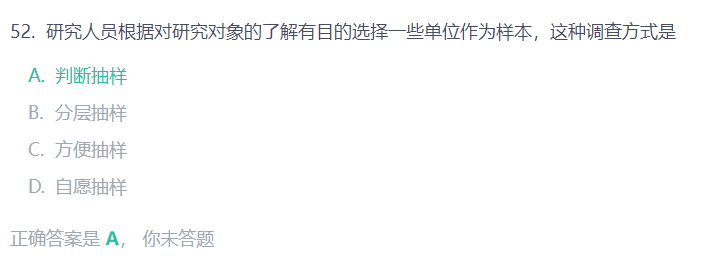 52. 研究人员根据对研究对象的了解有目的选择一些单位作为样本，这种调查方式是
A. 判断抽样
B. 分层抽样
C. 方便抽样
D. 自愿抽样
正确答案是 A， 你未答题